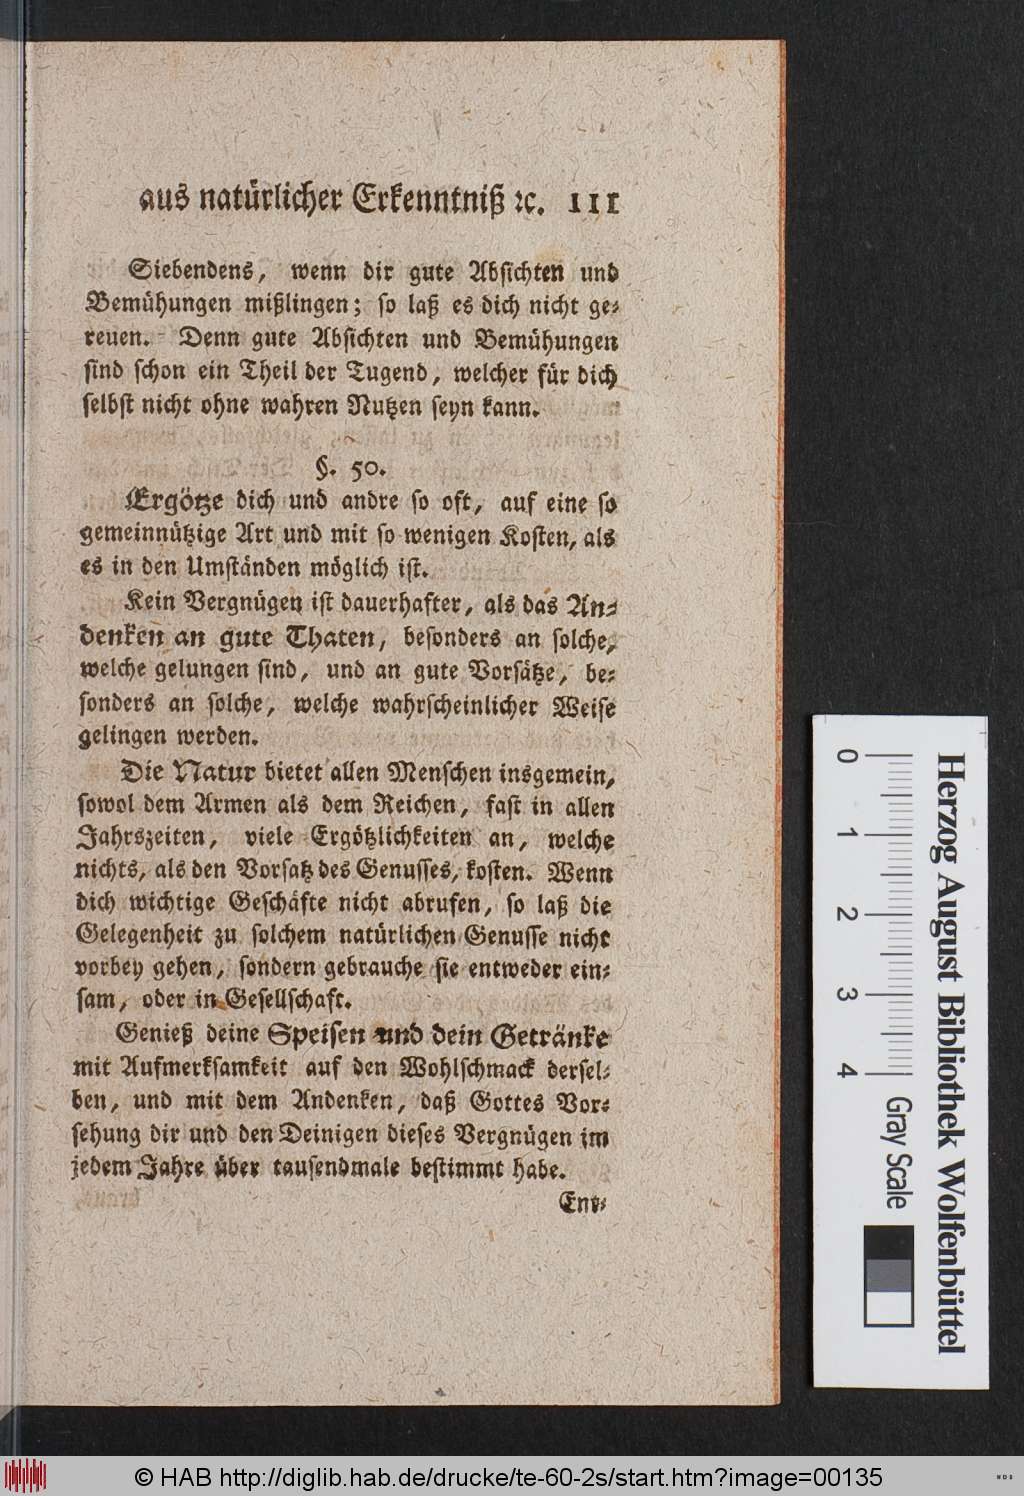 aus natürlicher Erkenntniß ꝛc. 111
Siebendens, wenn dir gute Absichten und
Bemühungen mißlingen; so laß es dich nicht ge-
reuen. Denn gute Absichten und Bemühungen
sind schon ein Theil der Tugend, welcher für dich
selbst nicht ohne wahren Nutzen seyn kann.
§. 50.
Ergötze dich und andre so oft, auf eine so
gemeinnützige Art und mit so wenigen Kosten, als
es in den Umständen möglich ist.
Kein Vergnügen ist dauerhafter, als das An-
denken an gute Thaten, besonders an solche,
welche gelungen sind, und an gute Vorsätze, be-
sonders an solche, welche wahrscheinlicher Weise
gelingen werden.
Die Natur bietet allen Menschen insgemein,
sowol dem Armen als dem Reichen, fast in allen
Jahrszeiten, viele Ergötzlichkeiten an, welche
nichts, als den Vorsatz des Genusses, kosten. Wenn
dich wichtige Geschäfte nicht abrufen, so laß die
Gelegenheit zu solchem natürlichen Genusse nicht
vorbey gehen, sondern gebrauche sie entweder ein-
sam, oder in Gesellschaft.
Genieß deine Speisen und dein Getränke
mit Aufmerksamkeit auf den Wohlschmack dersel-
ben, und mit dem Andenken, daß Gottes Vor-
sehung dir und den Deinigen dieses Vergnügen im
jedem Jahre über tausendmale bestimmt habe.
Ent-
Herzog August Bibliothek Wolfenbüttel
0 1 2 3 4 Gray Scale
© HAB http://diglib.hab.de/drucke/te-60-2s/start.htm?image=00135